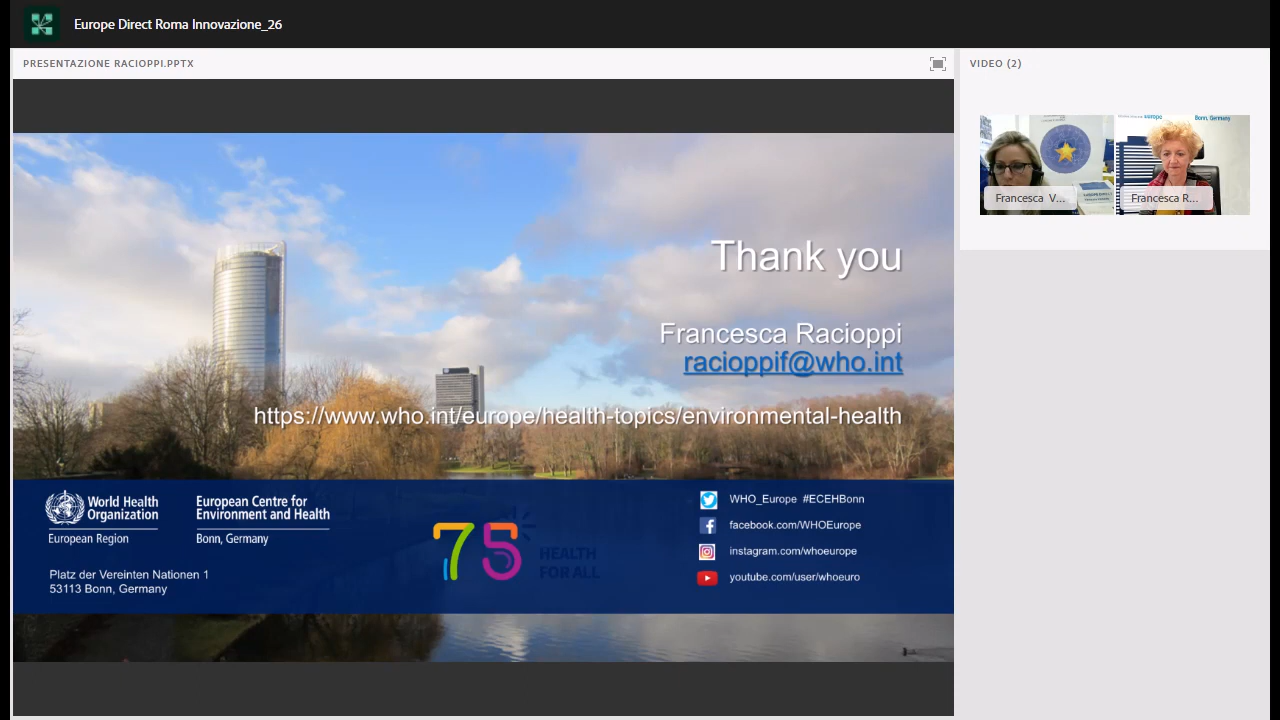 Europe Direct Roma Innovazione_26
PRESENTAZIONE RACIOPPI.PPTX
VIDEO (2)
Europe
Bonn, Germany
Francesca V...
Francesca R...
Thank you
Francesca Racioppi
racioppif@who.int
https://www.who.int/europe/health-topics/environmental-health
World Health
Organization
European Region
European Centre for
Environment and Health
Bonn, Germany
Platz der Vereinten Nationen 1
53113 Bonn, Germany
75
HEALTH
FOR ALL
WHO_Europe #ECEHBonn
facebook.com/WHOEurope
instagram.com/whoeurope
youtube.com/user/whoeuro